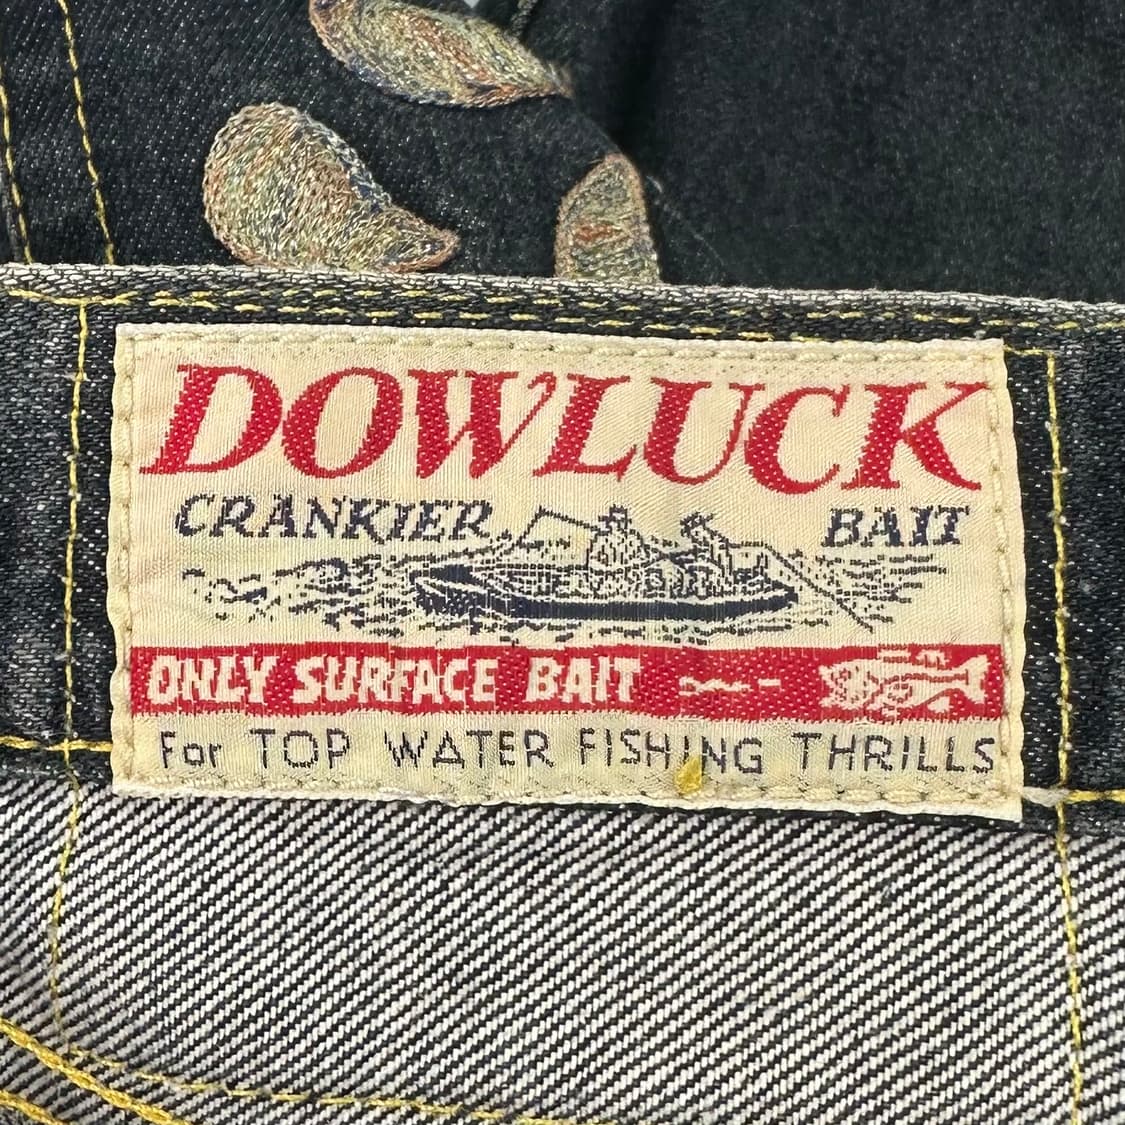 DOWLUCK
CRANKIER BAIT
ONLY SURFACE BAIT
For TOP WATER FISHING THRILLS